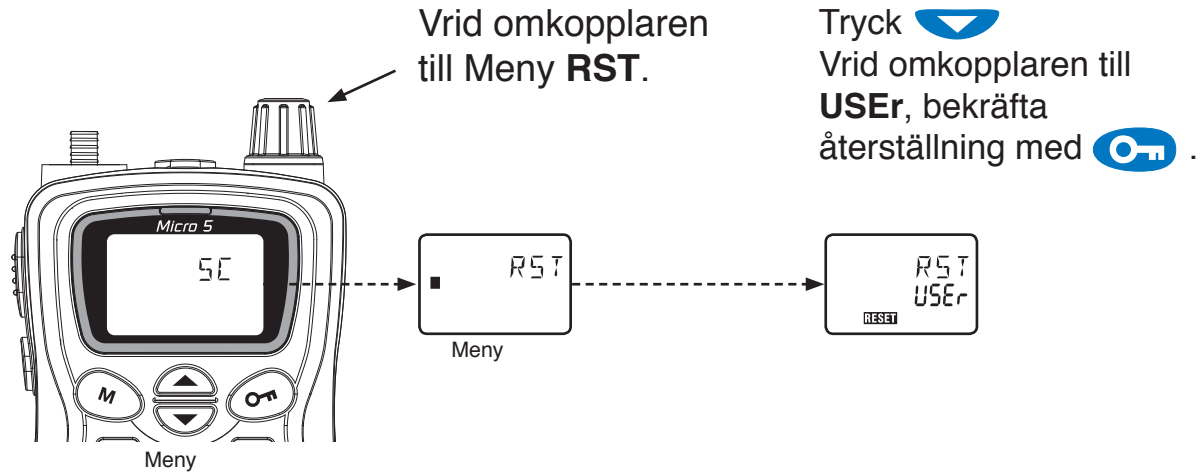 Vrid omkopplaren
till Meny RST.
Tryck
Vrid omkopplaren till
USEr, bekräfta
återställning med .
Micro 5
SC
RST
Meny
RST
USEr
RESET
M
Meny